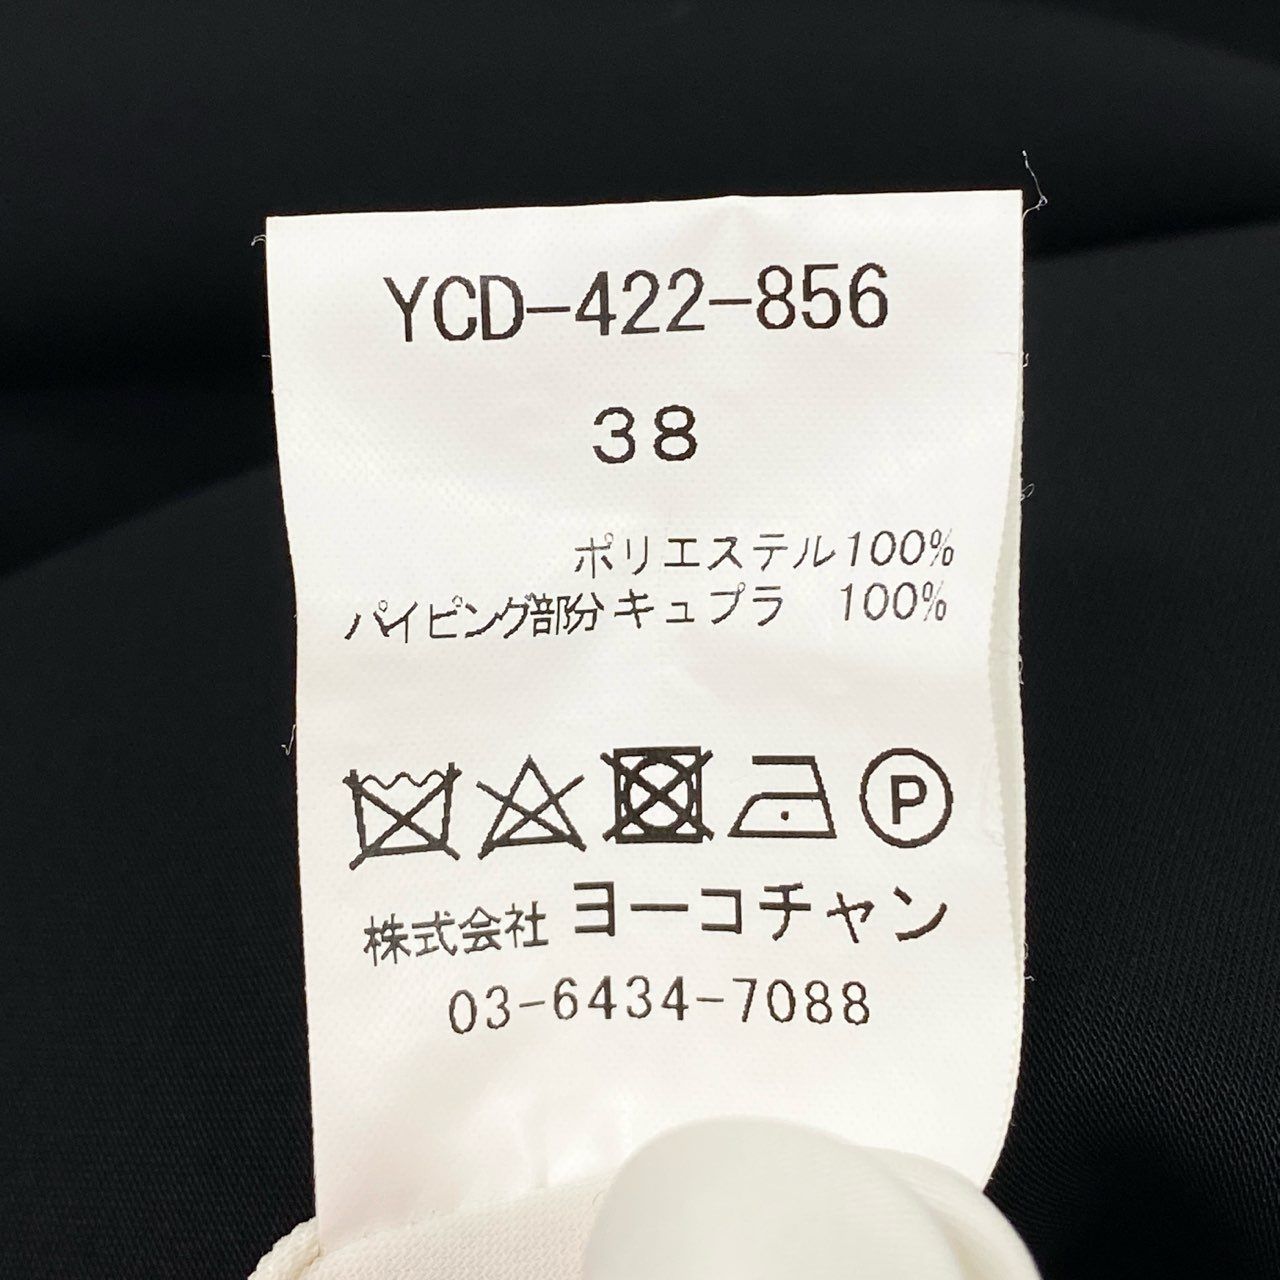 YCD-422-856
38
ポリエステル100%
パイピング部分キュプラ 100%
P
株式会社 ヨーコチャン
03-6434-7088